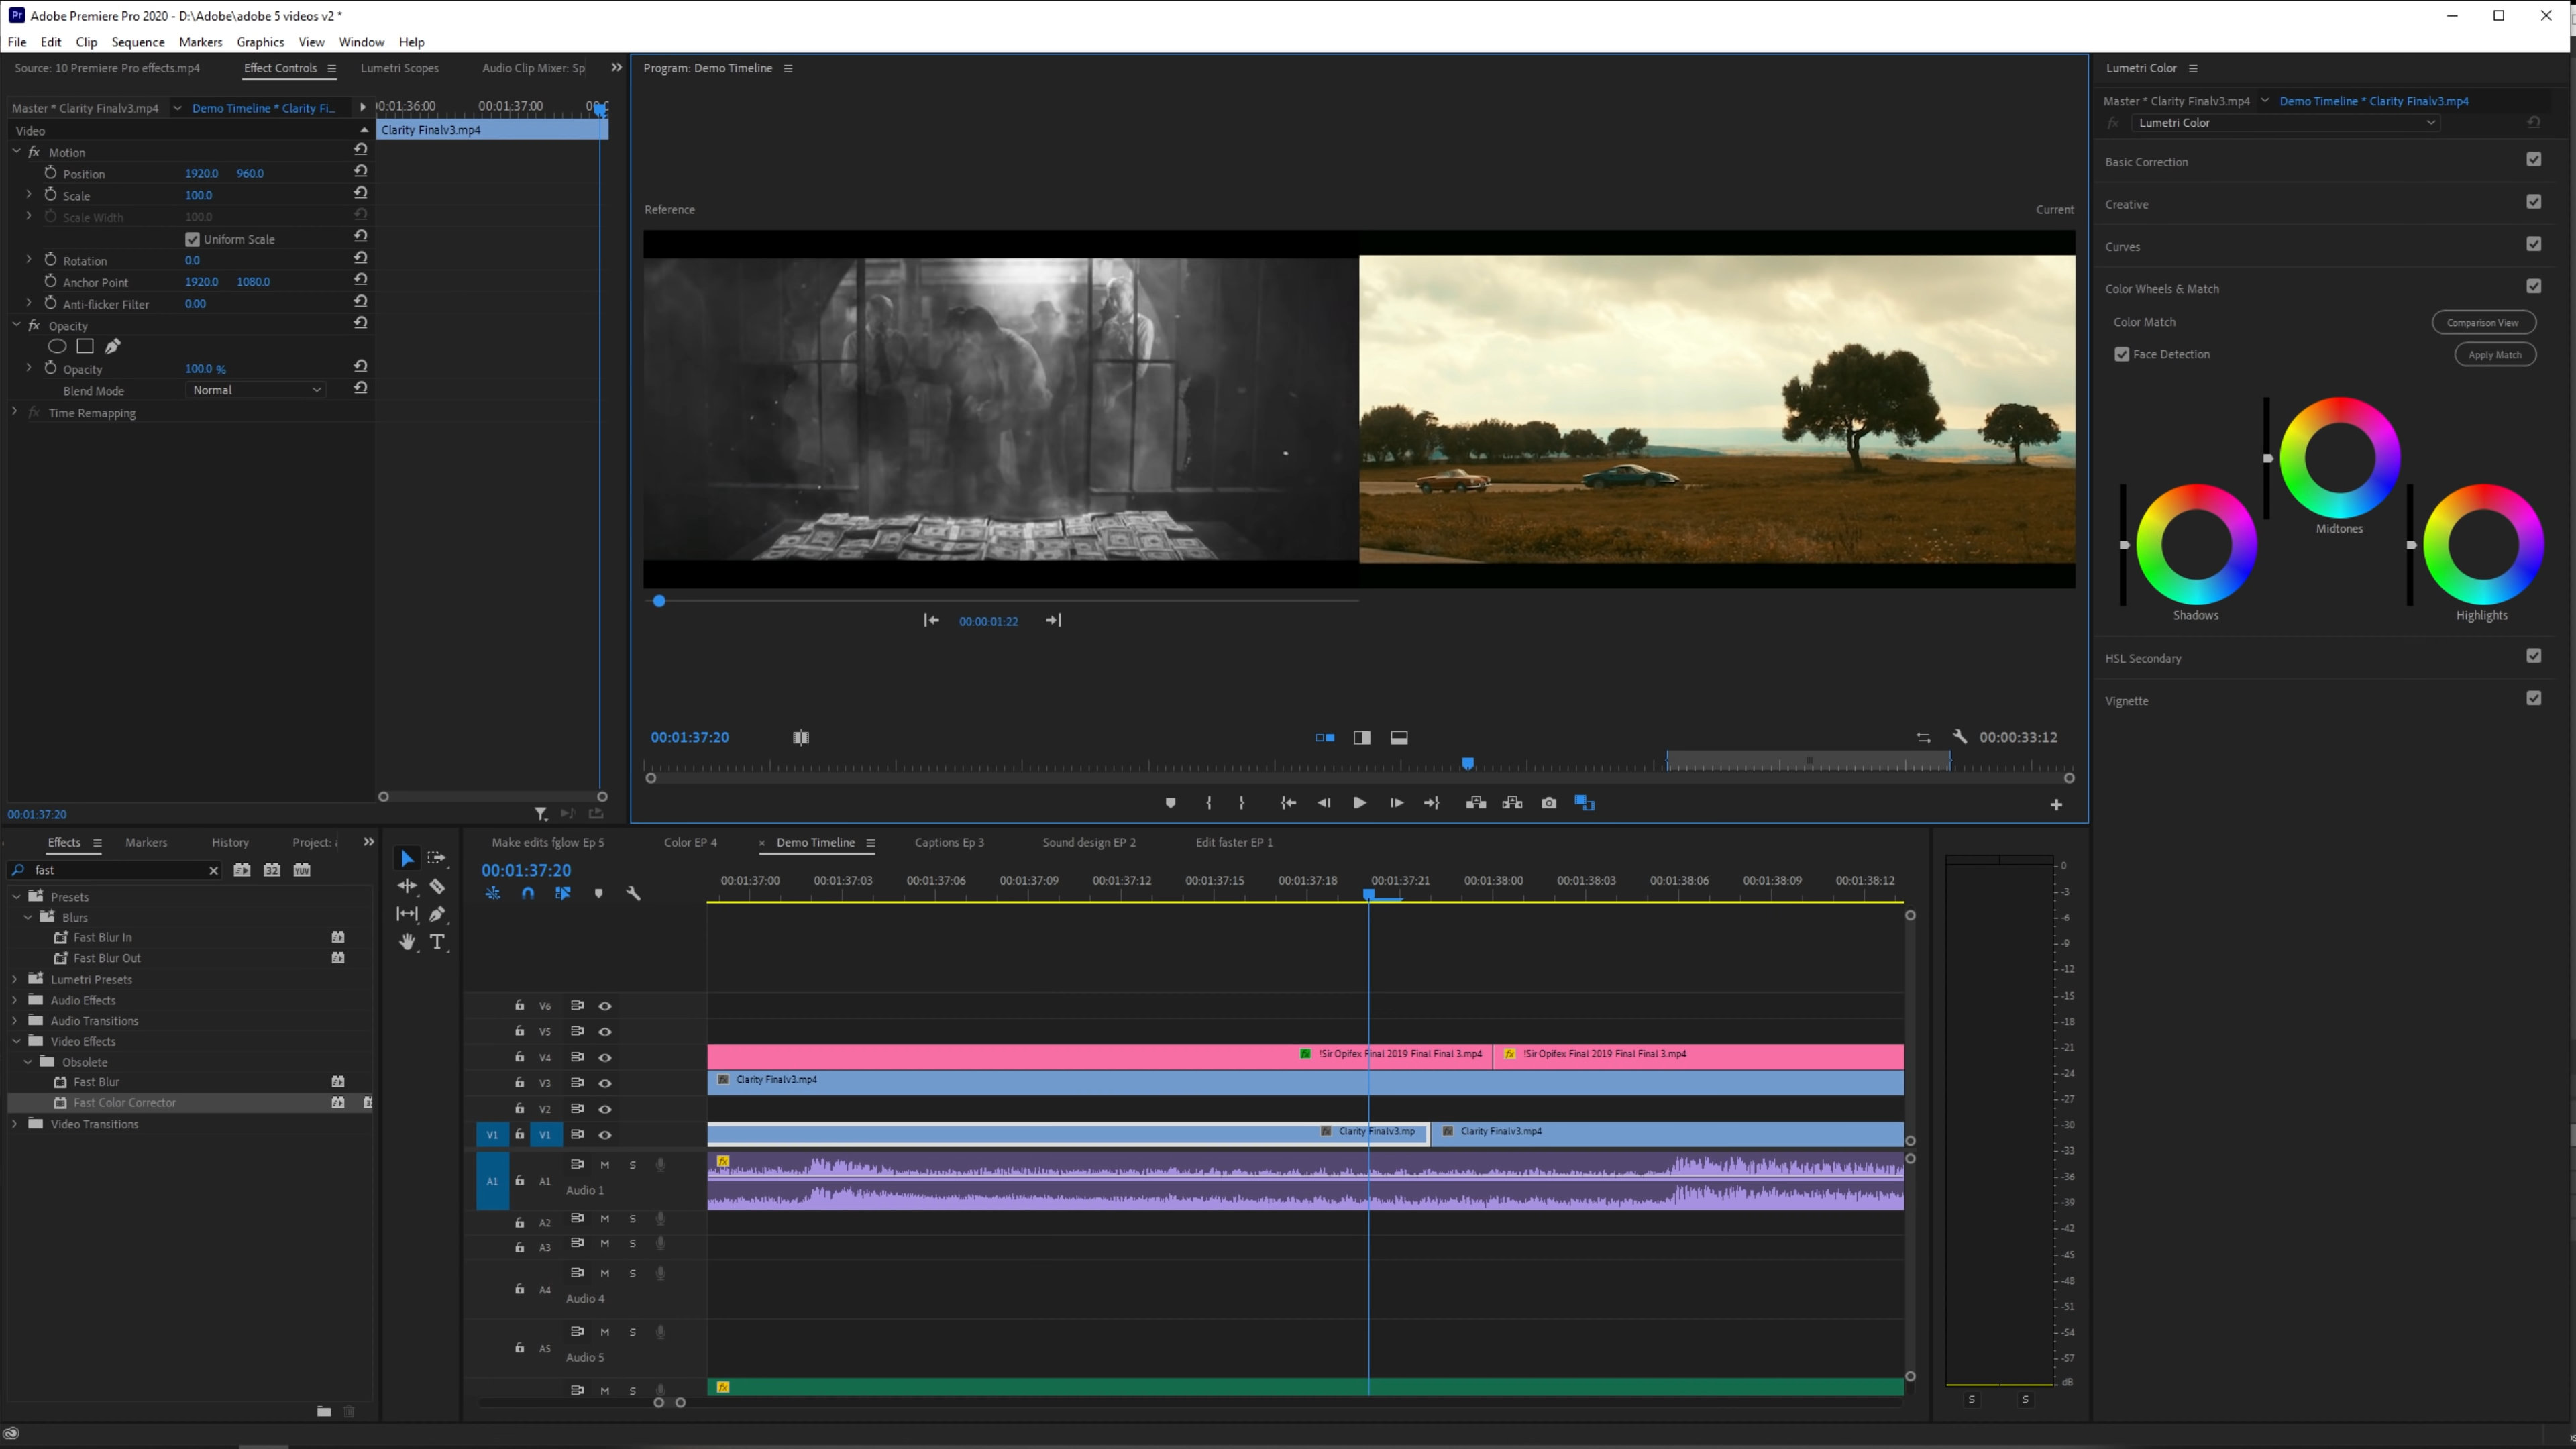 Adobe Premiere Pro 2020 - D:\Adobe\adobe 5 videos v2 *
File Edit Clip Sequence Markers Graphics View Window Help
Source: 10 Premiere Pro effects.mp4 Effect Controls Lumetri Scopes Audio Clip Mixer: Sp
Master * Clarity Finalv3.mp4 Demo Timeline * Clarity Fi...
00:01:37:00
Video
Clarity Finalv3.mp4
fx Motion
Position 1920.0 960.0
Scale 100.0
Scale Width 100.0
Uniform Scale
Rotation 0.0
Anchor Point 1920.0 1080.0
Anti-flicker Filter 0.00
fx Opacity
Opacity 100.0 %
Blend Mode Normal
fx Time Remapping
00:01:37:20
Program: Demo Timeline
Reference
Current
00:00:01:22
00:01:37:20
00:00:33:12
Lumetri Color
Master * Clarity Finalv3.mp4 Demo Timeline * Clarity Finalv3.mp4
fx Lumetri Color
Basic Correction
Creative
Curves
Color Wheels & Match
Color Match Comparison View
Face Detection Apply Match
Midtones
Shadows Highlights
HSL Secondary
Vignette
Effects Markers History Project:
fast
32 YUV
Presets
Blurs
Fast Blur In
Fast Blur Out
Lumetri Presets
Audio Effects
Audio Transitions
Video Effects
Obsolete
Fast Blur
Fast Color Corrector
Video Transitions
Make edits fglow Ep 5 Color EP 4 × Demo Timeline Captions Ep 3 Sound design EP 2 Edit faster EP 1
00:01:37:20
00:01:37:00 00:01:37:03 00:01:37:06 00:01:37:09 00:01:37:12 00:01:37:15 00:01:37:18 00:01:37:21 00:01:38:00 00:01:38:03 00:01:38:06 00:01:38:09 00:01:38:12
V6
V5
V4 fx !Sir Opifex Final 2019 Final Final 3.mp4 fx !Sir Opifex Final 2019 Final Final 3.mp4
V3 fx Clarity Finalv3.mp4
V2
V1 V1 fx Clarity Finalv3.mp fx Clarity Finalv3.mp4
M S fx
A1 A1 Audio 1
A2 M S
A3 M S
M S
A4 Audio 4
M S
A5 Audio 5
M S fx
0
-3
-6
-9
-12
-15
-18
-21
-24
-27
-30
-33
-36
-39
-42
-45
-48
-51
-54
-57
dB
S S